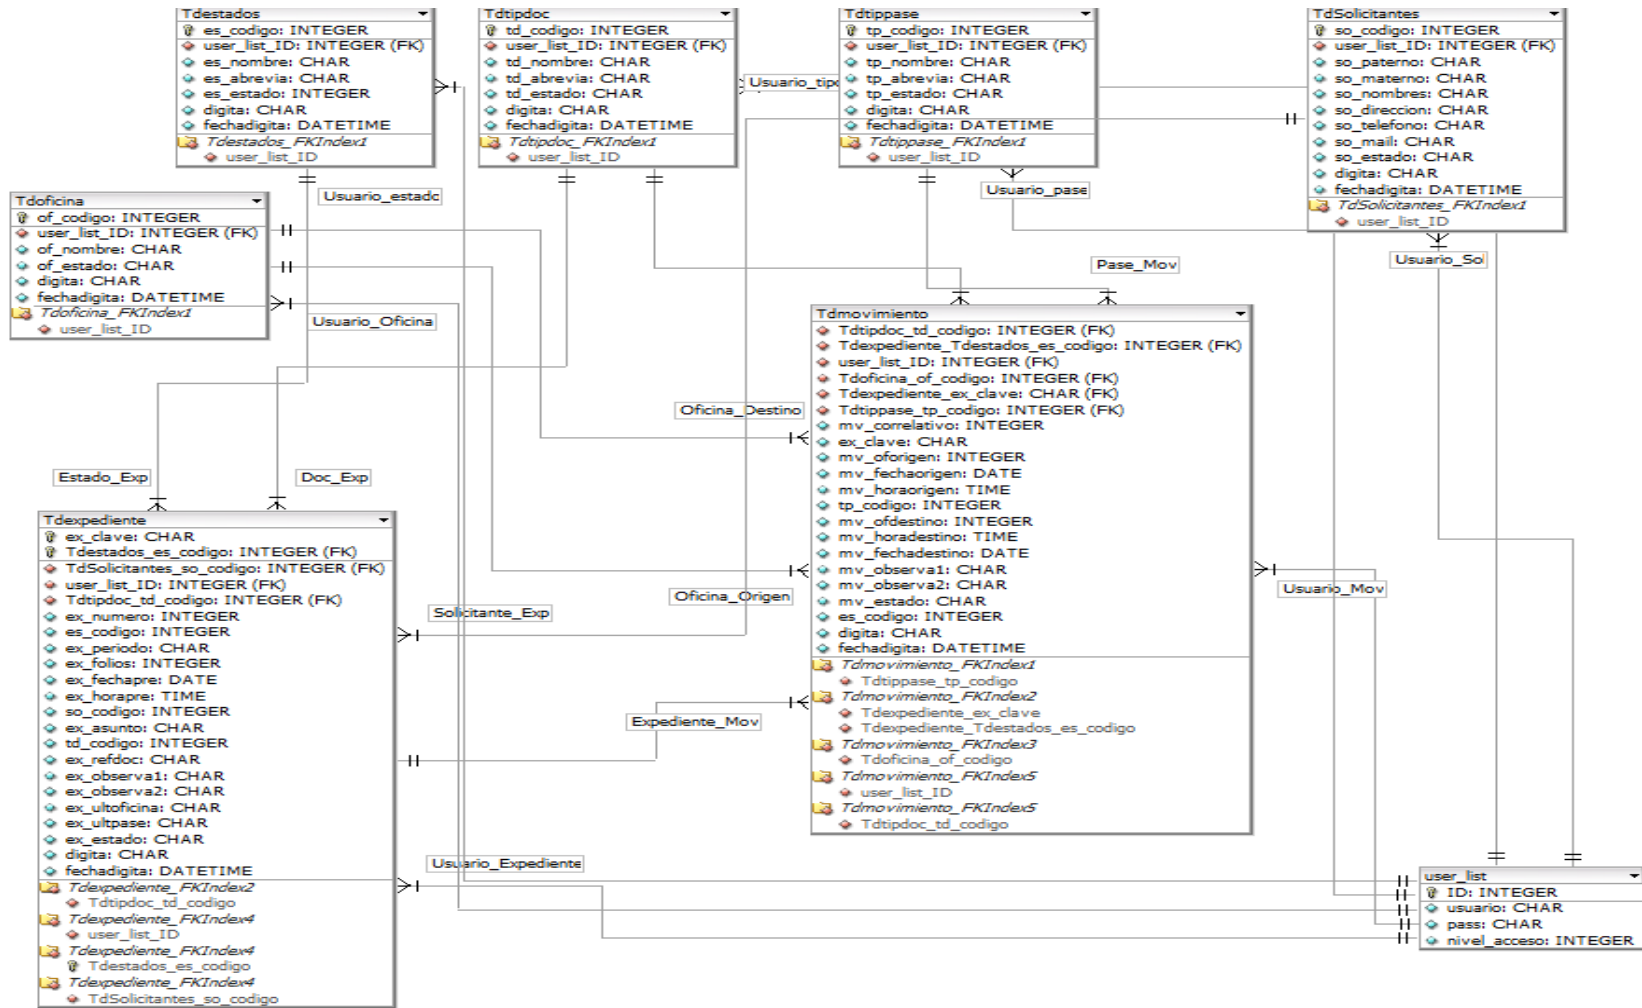 Tdestados
es_codigo: INTEGER
user_list_ID: INTEGER (FK)
es_nombre: CHAR
es_abrevia: CHAR
es_estado: INTEGER
digita: CHAR
fechadigita: DATETIME
Tdestados_FKIndex1
user_list_ID
Tdtipdoc
td_codigo: INTEGER
user_list_ID: INTEGER (FK)
td_nombre: CHAR
td_abrevia: CHAR
td_estado: CHAR
digita: CHAR
fechadigita: DATETIME
Tdtipdoc_FKIndex1
user_list_ID
Usuario_tipo
Tdtippase
tp_codigo: INTEGER
user_list_ID: INTEGER (FK)
tp_nombre: CHAR
tp_abrevia: CHAR
tp_estado: CHAR
digita: CHAR
fechadigita: DATETIME
Tdtippase_FKIndex1
user_list_ID
TdSolicitantes
so_codigo: INTEGER
user_list_ID: INTEGER (FK)
so_paterno: CHAR
so_materno: CHAR
so_nombres: CHAR
so_direccion: CHAR
so_telefono: CHAR
so_mail: CHAR
so_estado: CHAR
digita: CHAR
fechadigita: DATETIME
TdSolicitantes_FKIndex1
user_list_ID
Usuario_estado
Usuario_pase
Usuario_Sol
Tdoficina
of_codigo: INTEGER
user_list_ID: INTEGER (FK)
of_nombre: CHAR
of_estado: CHAR
digita: CHAR
fechadigita: DATETIME
Tdoficina_FKIndex1
user_list_ID
Usuario_Oficina
Pase_Mov
Tdmovimiento
Tdtipdoc_td_codigo: INTEGER (FK)
Tdexpediente_Tdestados_es_codigo: INTEGER (FK)
user_list_ID: INTEGER (FK)
Tdoficina_of_codigo: INTEGER (FK)
Tdexpediente_ex_clave: CHAR (FK)
Tdtippase_tp_codigo: INTEGER (FK)
mv_correlativo: INTEGER
ex_clave: CHAR
mv_oforigen: INTEGER
mv_fechaorigen: DATE
mv_horaorigen: TIME
tp_codigo: INTEGER
mv_ofdestino: INTEGER
mv_horadestino: TIME
mv_fechadestino: DATE
mv_observa1: CHAR
mv_observa2: CHAR
mv_estado: CHAR
es_codigo: INTEGER
digita: CHAR
fechadigita: DATETIME
Tdmovimiento_FKIndex1
Tdtippase_tp_codigo
Tdmovimiento_FKIndex2
Tdexpediente_ex_clave
Tdexpediente_Tdestados_es_codigo
Tdmovimiento_FKIndex3
Tdoficina_of_codigo
Tdmovimiento_FKIndex5
user_list_ID
Tdmovimiento_FKIndex5
Tdtipdoc_td_codigo
Oficina_Destino
Estado_Exp
Doc_Exp
Tdexpediente
ex_clave: CHAR
Tdestados_es_codigo: INTEGER (FK)
TdSolicitantes_so_codigo: INTEGER (FK)
user_list_ID: INTEGER (FK)
Tdtipdoc_td_codigo: INTEGER (FK)
ex_numero: INTEGER
es_codigo: INTEGER
ex_periodo: CHAR
ex_folios: INTEGER
ex_fechapre: DATE
ex_horapre: TIME
so_codigo: INTEGER
ex_asunto: CHAR
td_codigo: INTEGER
ex_refdoc: CHAR
ex_observa1: CHAR
ex_observa2: CHAR
ex_ultoficina: CHAR
ex_ultpase: CHAR
ex_estado: CHAR
digita: CHAR
fechadigita: DATETIME
Tdexpediente_FKIndex2
Tdtipdoc_td_codigo
Tdexpediente_FKIndex4
user_list_ID
Tdexpediente_FKIndex4
Tdestados_es_codigo
Tdexpediente_FKIndex4
TdSolicitantes_so_codigo
Solicitante_Exp
Oficina_Origen
Usuario_Mov
Expediente_Mov
Usuario_Expediente
user_list
ID: INTEGER
usuario: CHAR
pass: CHAR
nivel_acceso: INTEGER